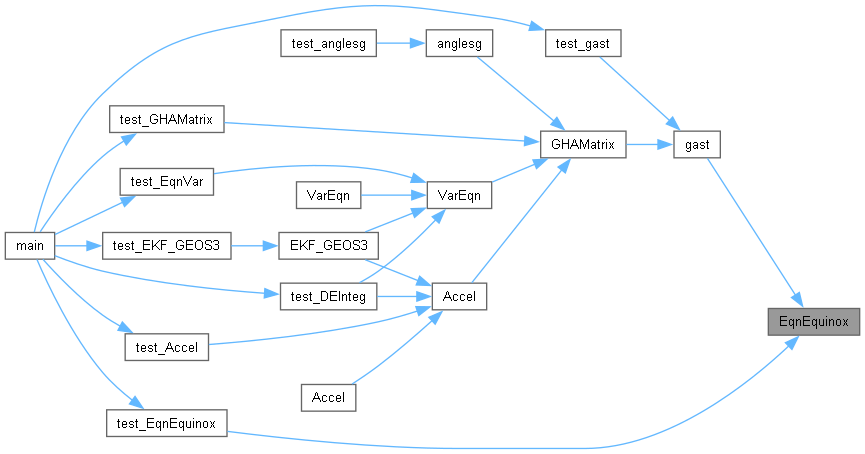 test_anglesg
anglesg
test_gast
test_GHAMatrix
GHAMatrix
gast
test_EqnVar
VarEqn
VarEqn
main
test_EKF_GEOS3
EKF_GEOS3
test_DEInteg
Accel
EqnEquinox
test_Accel
Accel
test_EqnEquinox